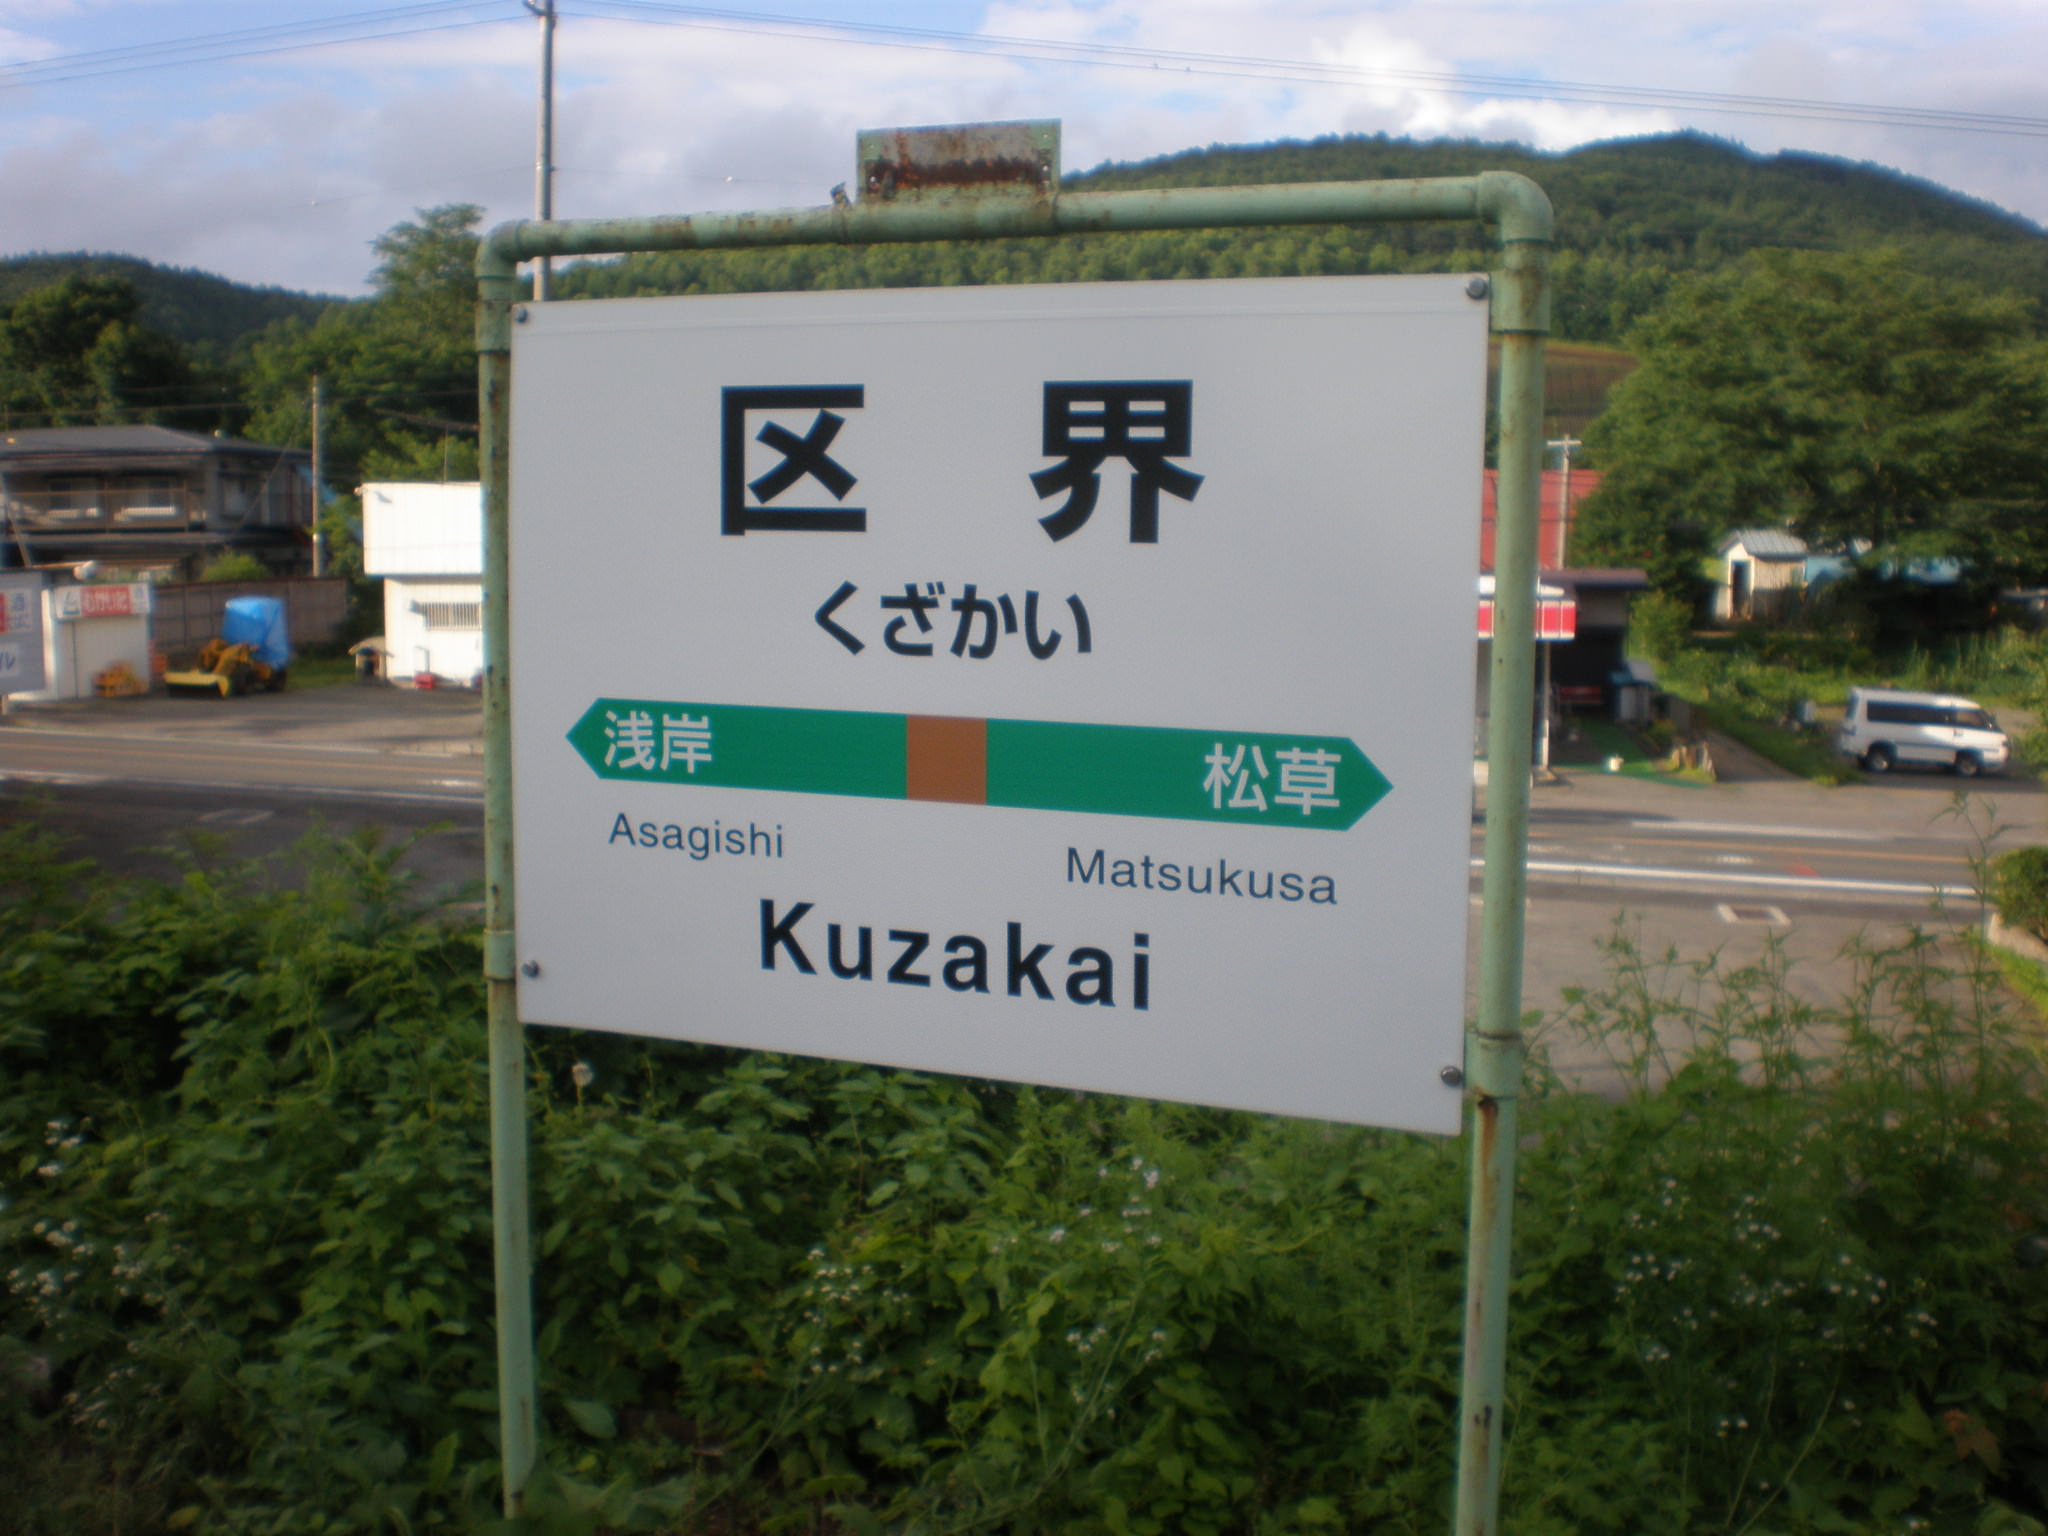 区界
くざかい
浅岸 松草
Asagishi Matsukusa
Kuzakai